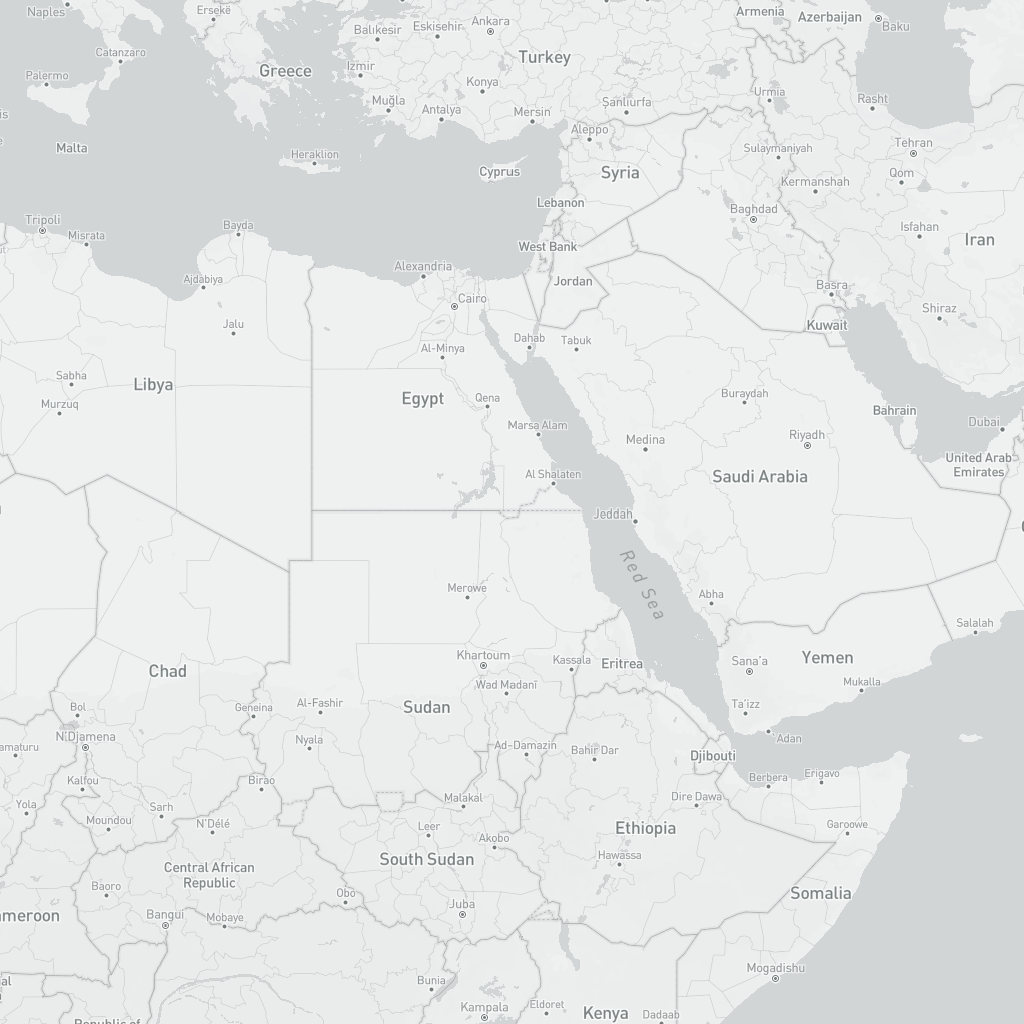 Naples
Ersekë
Ankara
Armenia
Azerbaijan
Baku
Eskisehir
Balıkesir
Catanzaro
Turkey
Izmir
Greece
Palermo
Konya
Urmia
Rasht
Muğla
Antalya
Mersin
Şanlıurfa
Aleppo
Malta
Heraklion
Sulaymaniyah
Tehran
Cyprus
Syria
Qom
Kermanshah
Lebanon
Baghdad
Tripoli
Misrata
Bayda
Isfahan
Iran
West Bank
Alexandria
Jordan
Ajdabiya
Basra
Cairo
Shiraz
Jalu
Kuwait
Dahab
Tabuk
Al-Minya
Sabha
Libya
Egypt
Qena
Buraydah
Murzuq
Bahrain
Marsa Alam
Medina
Riyadh
Dubai
United Arab
Emirates
Al Shalaten
Saudi Arabia
Jeddah
Red Sea
Merowe
Abha
Salalah
Khartoum
Kassala
Eritrea
Sana'a
Yemen
Chad
Wad Madani
Mukalla
Al-Fashir
Sudan
Ta'izz
Bol
Geneina
N'Djamena
Nyala
Ad-Damazin
Bahir Dar
Djibouti
Adan
amaturu
Kalfou
Birao
Berbera
Erigavo
Yola
Sarh
Malakal
Dire Dawa
Moundou
N'Délé
Leer
Akobo
Ethiopia
Garoowe
South Sudan
Hawassa
Central African
Republic
Baoro
Obo
Somalia
ameroon
Bangui
Mobaye
Juba
Mogadishu
Bunia
Kampala
Eldoret
Kenya
Dadaab
Republic of